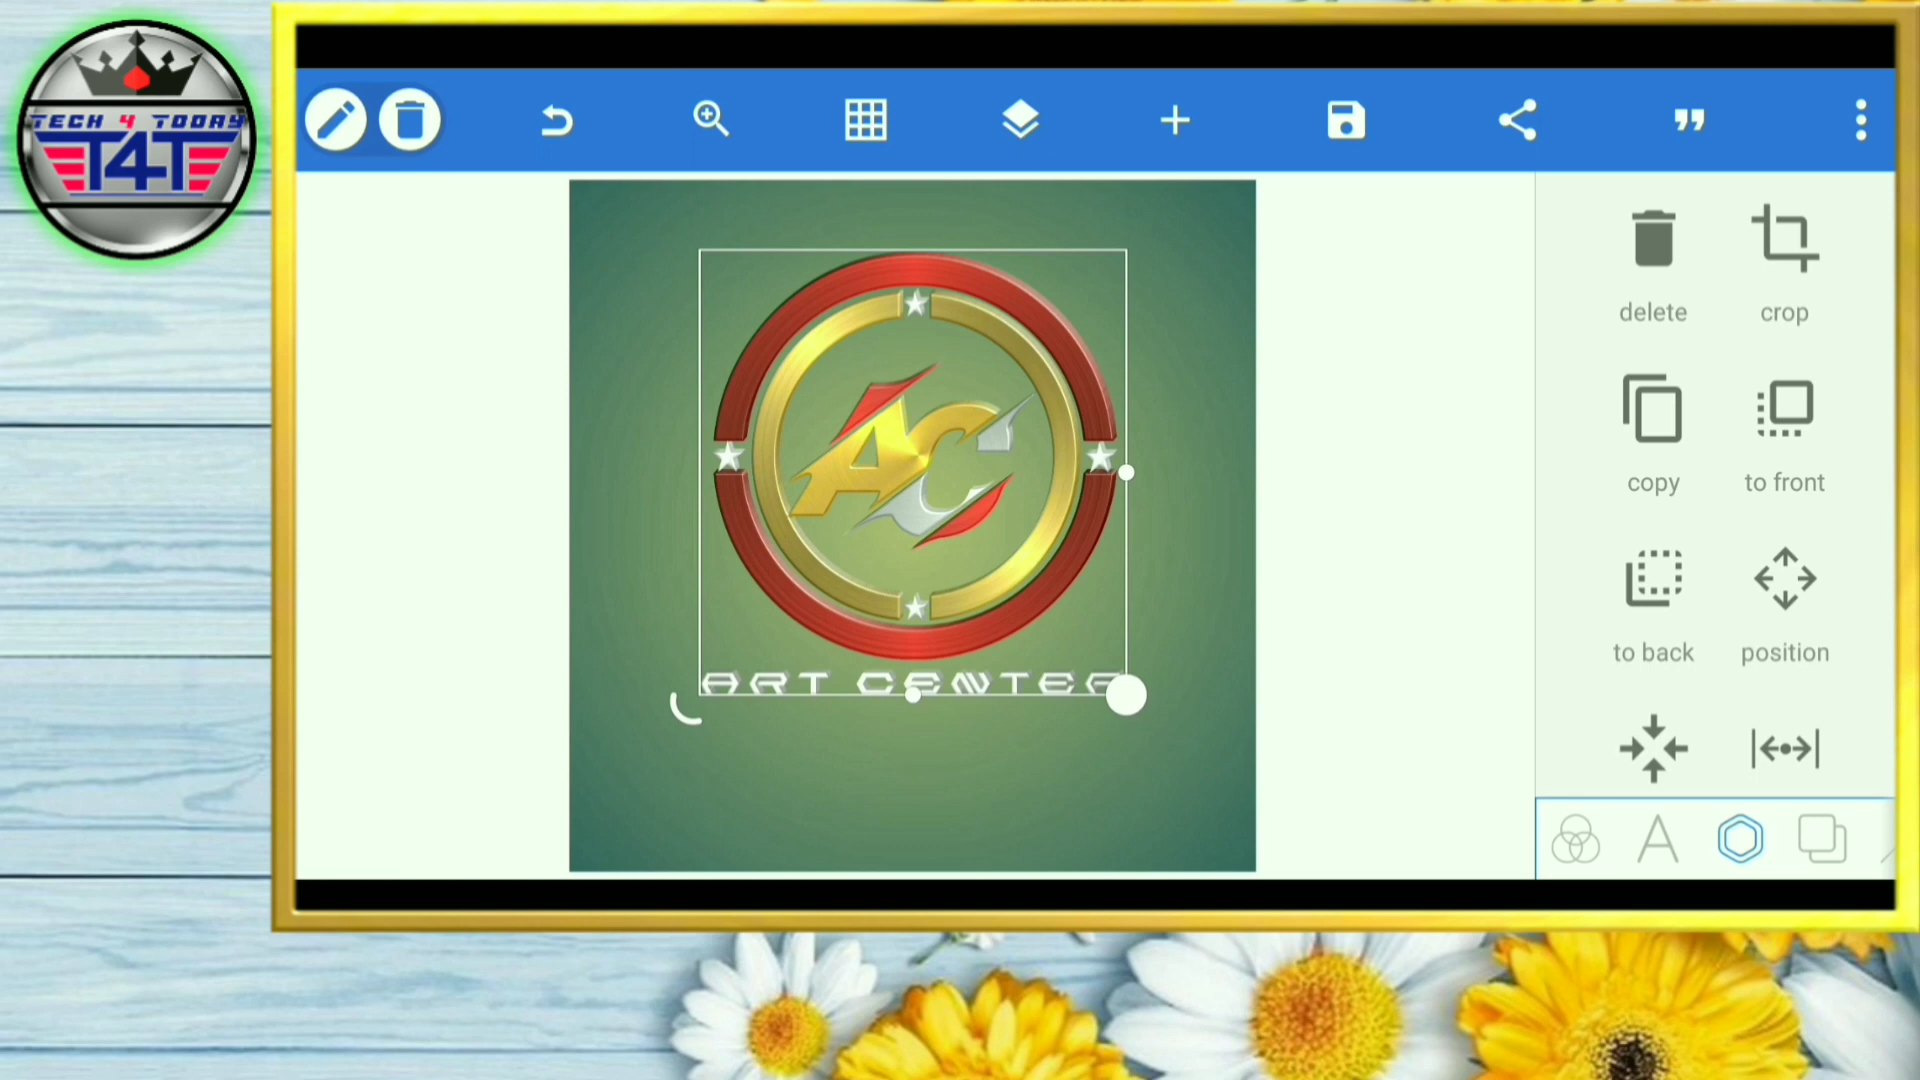 TECH 4 TODAY
T4T
delete
crop
AC
copy
to front
to back
position
ART CENTER